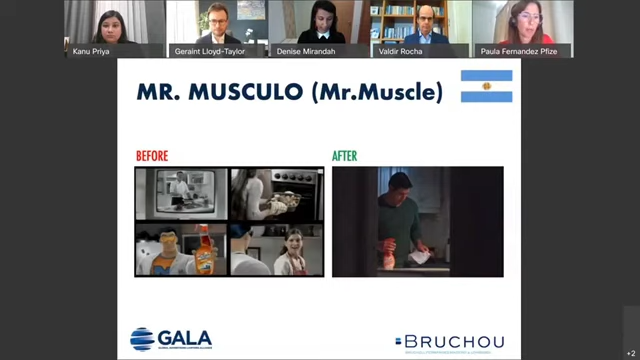 Kanu Priya
Geraint Lloyd-Taylor
Denise Mirandah
Valdir Rocha
Paula Fernandez Pfize
MR. MUSCULO (Mr.Muscle)
BEFORE
AFTER
GALA
BRUCHOU
+2